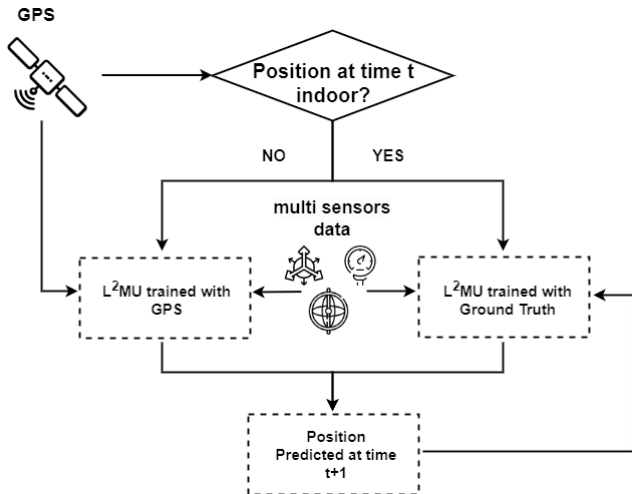 GPS
Position at time t
indoor?
NO
YES
multi sensors
data
L²MU trained with
GPS
L²MU trained with
Ground Truth
Position
Predicted at time
t+1